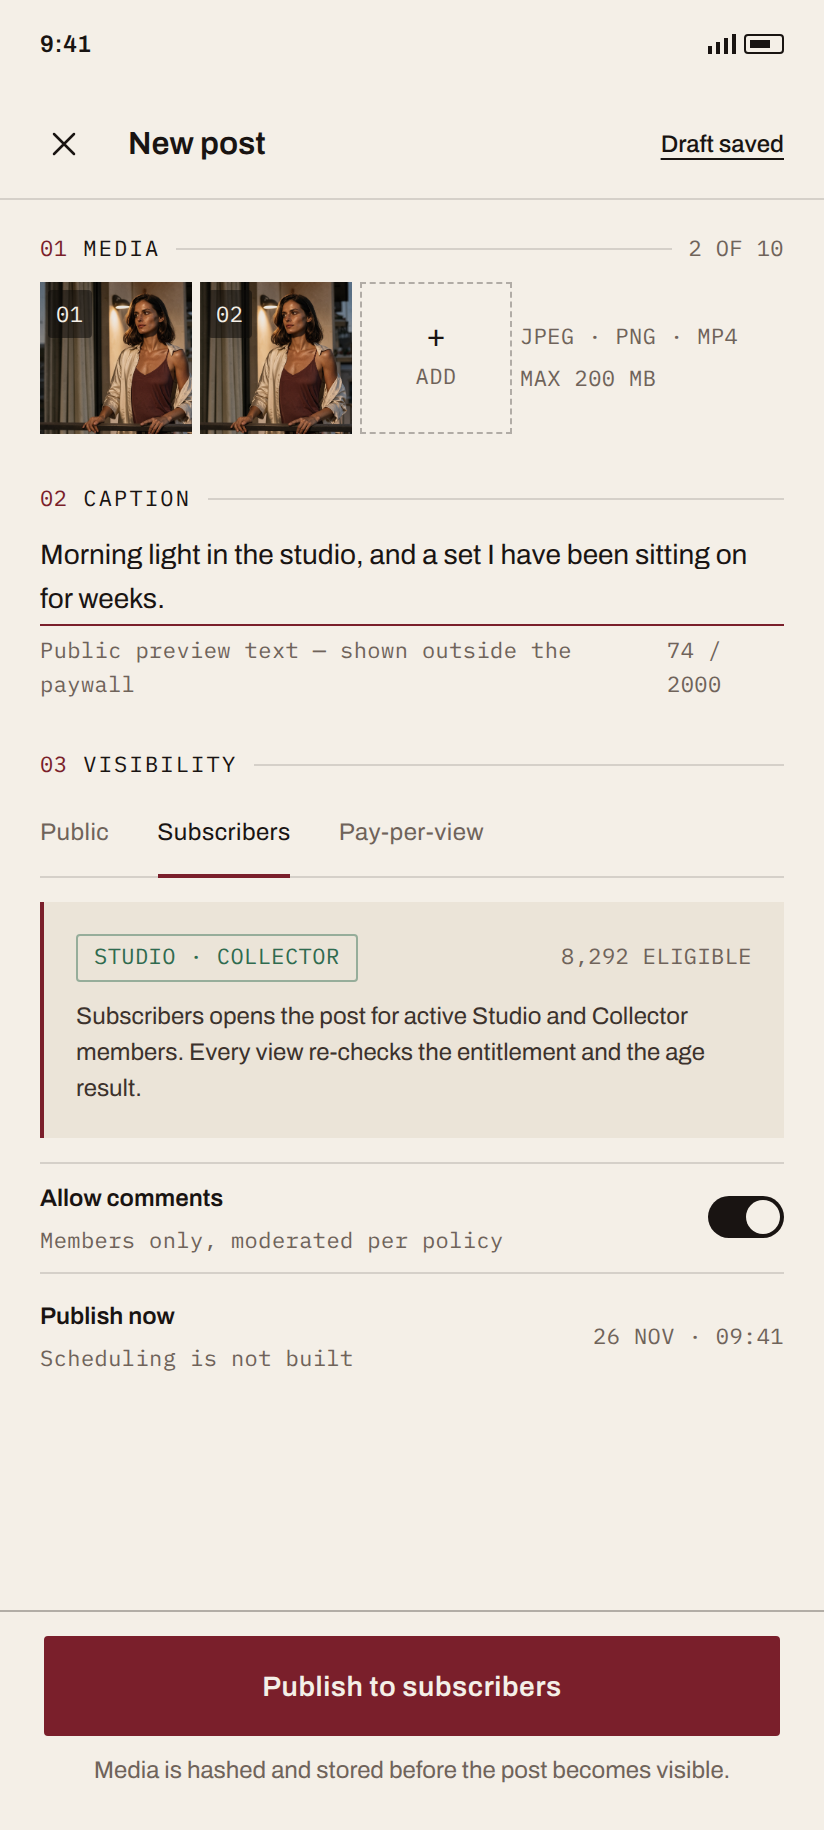 9:41
New post
Draft saved
01 MEDIA
2 OF 10
01
02
+
ADD
JPEG · PNG · MP4
MAX 200 MB
02 CAPTION
Morning light in the studio, and a set I have been sitting on
for weeks.
Public preview text — shown outside the
paywall
74 /
2000
03 VISIBILITY
Public
Subscribers
Pay-per-view
STUDIO · COLLECTOR
8,292 ELIGIBLE
Subscribers opens the post for active Studio and Collector
members. Every view re-checks the entitlement and the age
result.
Allow comments
Members only, moderated per policy
Publish now
Scheduling is not built
26 NOV · 09:41
Publish to subscribers
Media is hashed and stored before the post becomes visible.